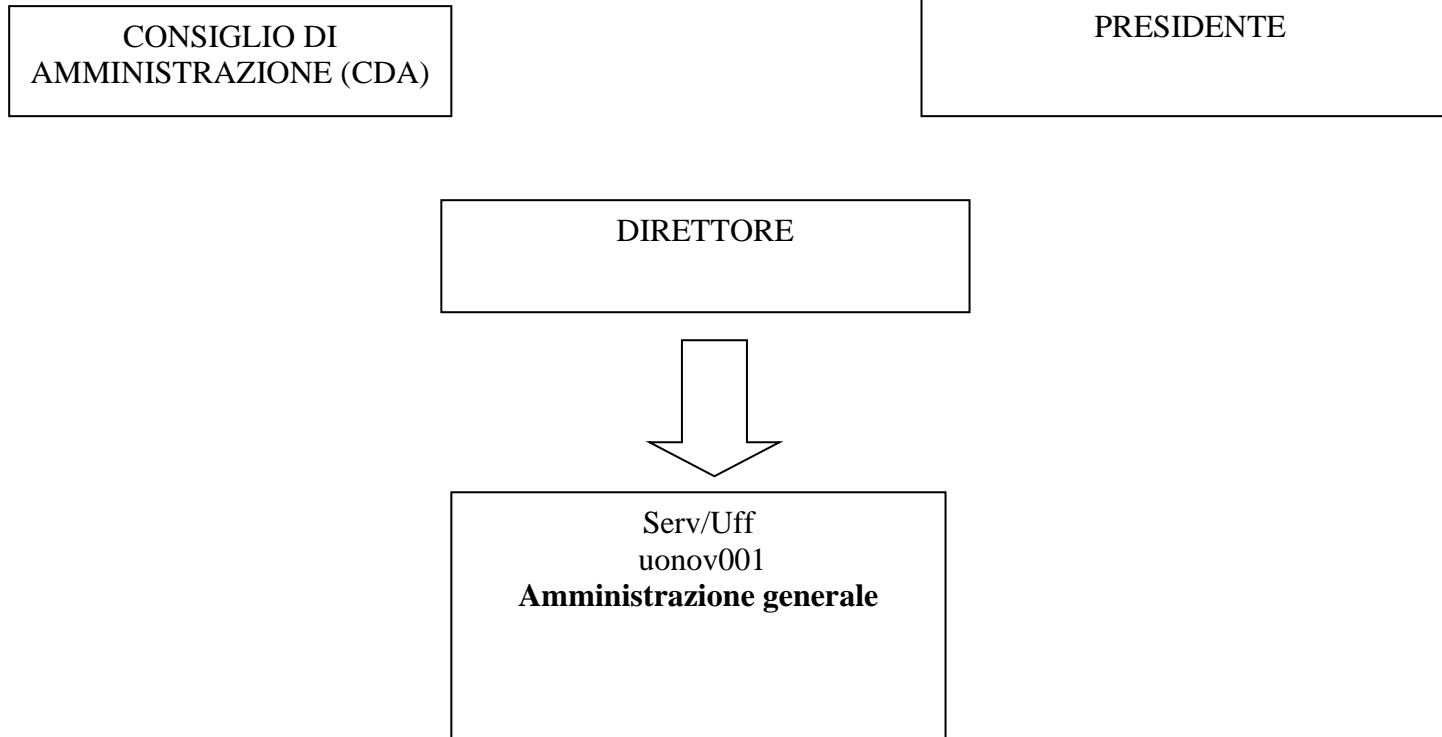 CONSIGLIO DI
AMMINISTRAZIONE (CDA)
PRESIDENTE
DIRETTORE
Serv/Uff
uonov001
Amministrazione generale